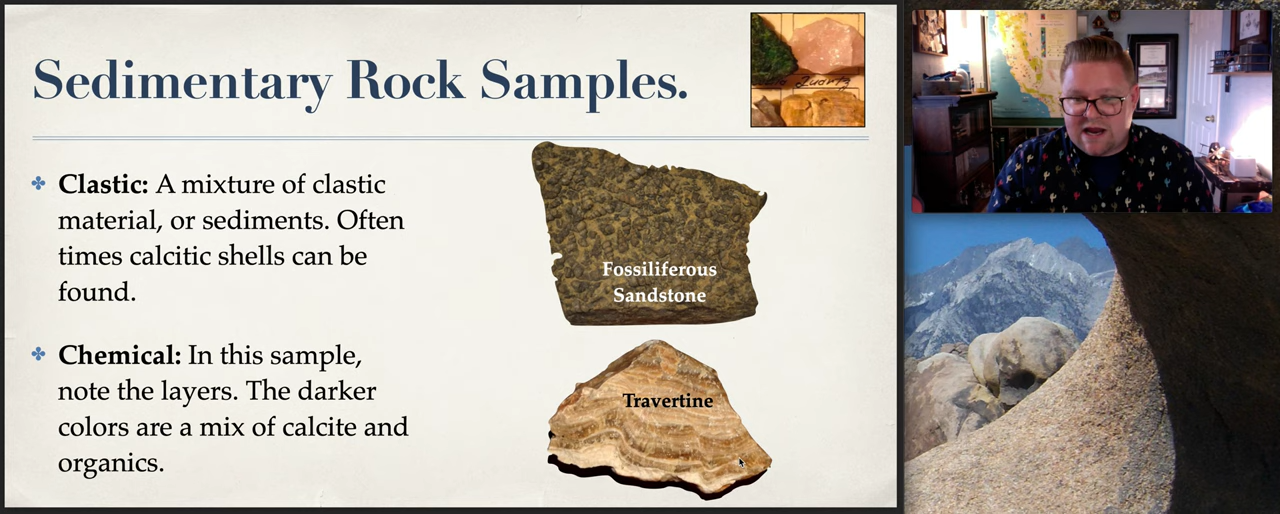 Sedimentary Rock Samples.
Quartz
Clastic: A mixture of clastic
material, or sediments. Often
times calcitic shells can be
found.
Fossiliferous
Sandstone
Chemical: In this sample,
note the layers. The darker
colors are a mix of calcite and
organics.
Travertine